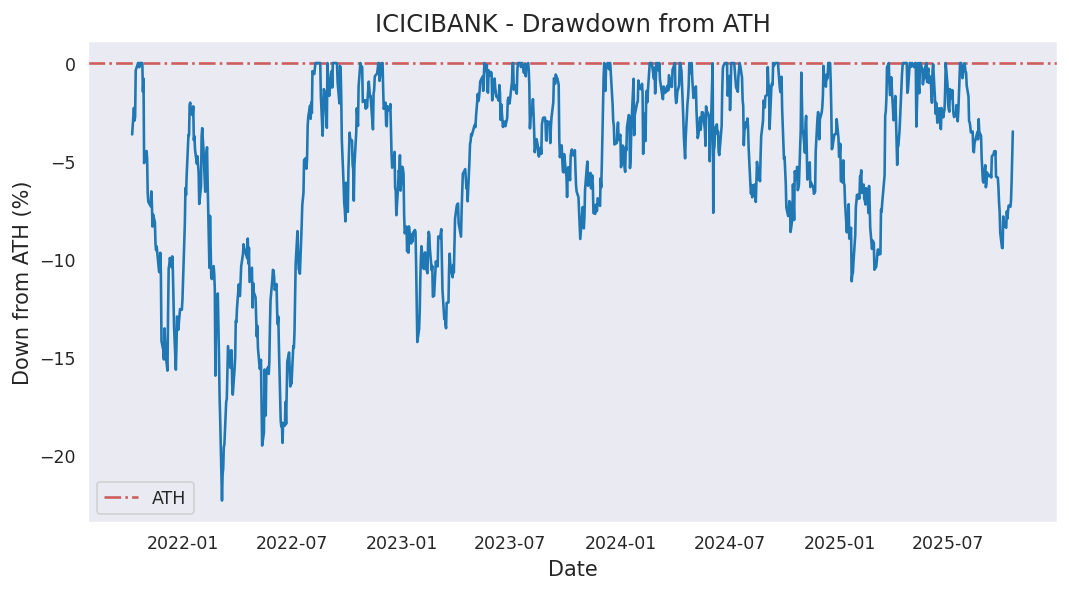 ICICIBANK - Drawdown from ATH
Down from ATH (%)
0
−5
−10
−15
−20
ATH
2022-01 2022-07 2023-01 2023-07 2024-01 2024-07 2025-01 2025-07
Date